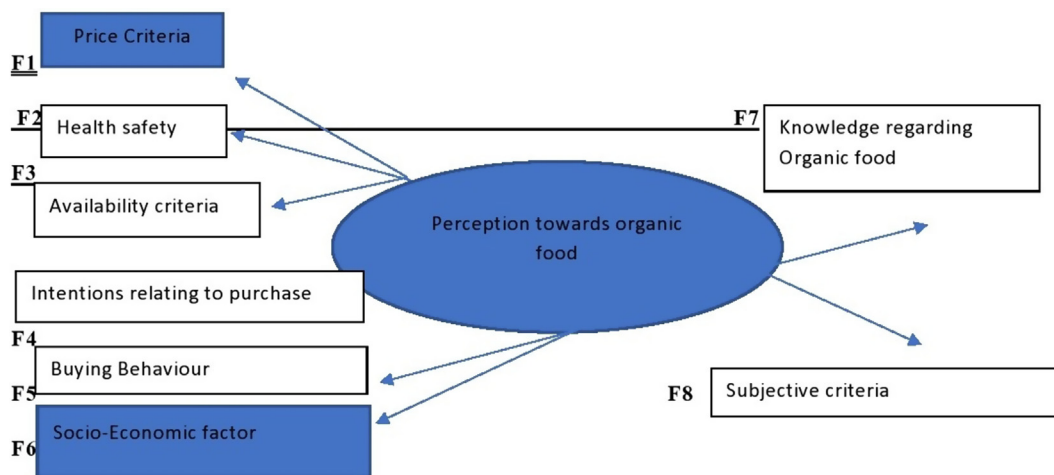 Price Criteria
F1
F2
Health safety
F7
Knowledge regarding
Organic food
F3
Availability criteria
Perception towards organic
food
Intentions relating to purchase
F4
Buying Behaviour
F5
F8
Subjective criteria
Socio-Economic factor
F6